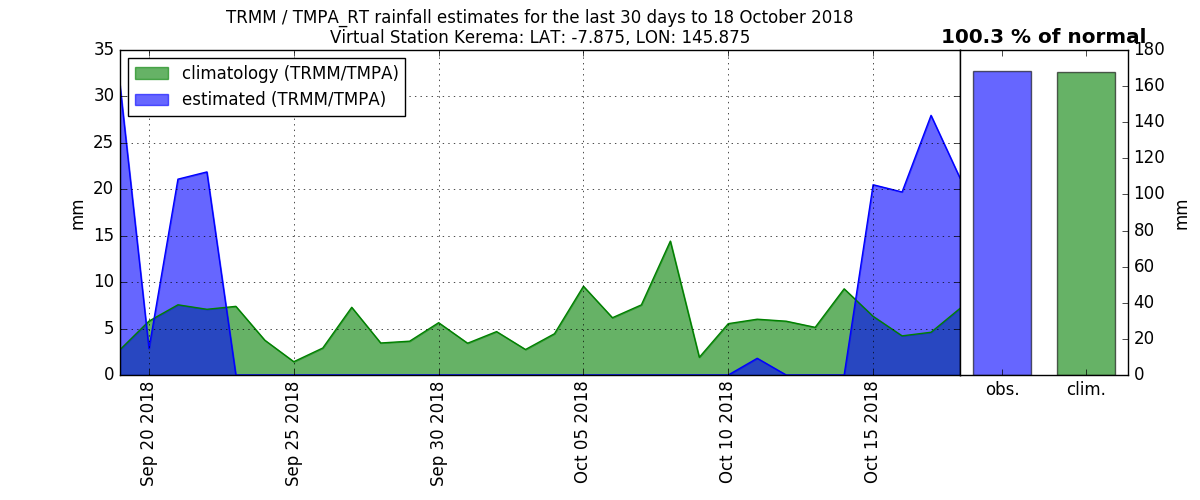 TRMM / TMPA_RT rainfall estimates for the last 30 days to 18 October 2018
Virtual Station Kerema: LAT: -7.875, LON: 145.875
100.3 % of normal
climatology (TRMM/TMPA)
estimated (TRMM/TMPA)
35
30
25
20
15
10
5
0
mm
Sep 20 2018
Sep 25 2018
Sep 30 2018
Oct 05 2018
Oct 10 2018
Oct 15 2018
obs.
clim.
180
160
140
120
100
80
60
40
20
0
mm